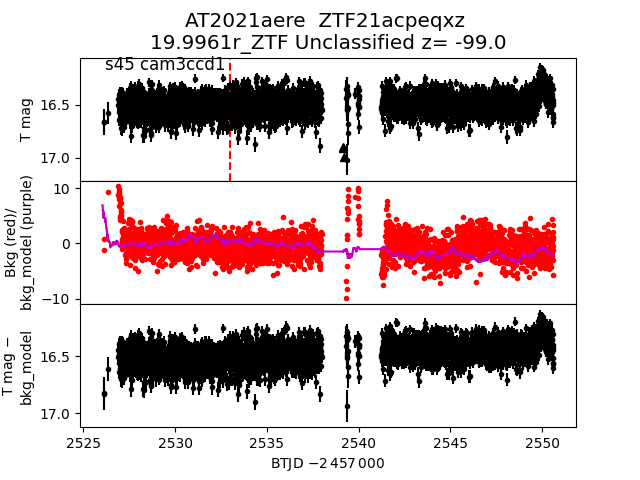 AT2021aere  ZTF21acpeqxz
19.9961r_ZTF Unclassified z= -99.0
s45 cam3ccd1
T mag
16.5
17.0
Bkg (red)/
bkg_model (purple)
10
0
−10
T mag −
bkg_model
16.5
17.0
2525
2530
2535
2540
2545
2550
BTJD −2 457 000